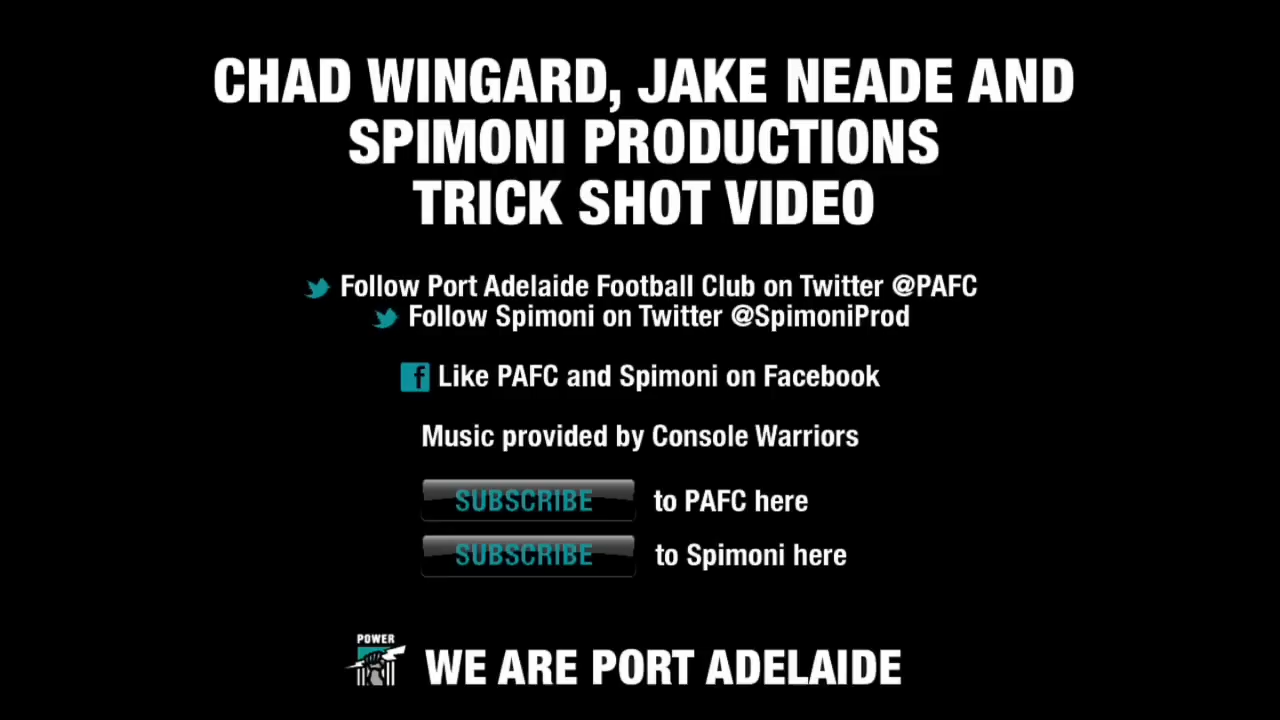 CHAD WINGARD, JAKE NEADE AND
SPIMONI PRODUCTIONS
TRICK SHOT VIDEO
Follow Port Adelaide Football Club on Twitter @PAFC
Follow Spimoni on Twitter @SpimoniProd
f Like PAFC and Spimoni on Facebook
Music provided by Console Warriors
SUBSCRIBE to PAFC here
SUBSCRIBE to Spimoni here
POWER
WE ARE PORT ADELAIDE